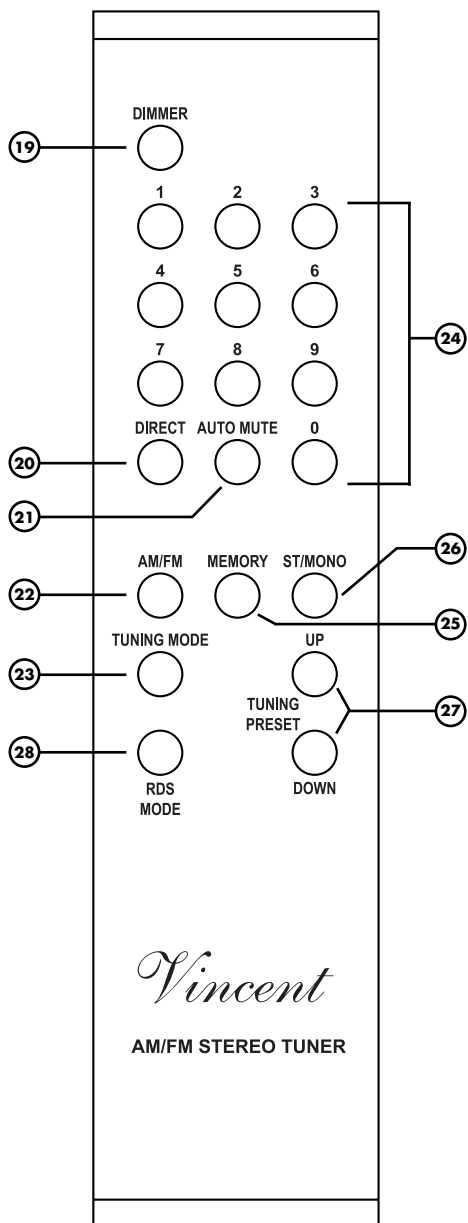 DIMMER
19
1 2 3
4 5 6
24
7 8 9
DIRECT AUTO MUTE 0
20
21
26
AM/FM MEMORY ST/MONO
22
25
TUNING MODE UP
23
TUNING
PRESET
27
28
RDS
MODE
DOWN
Vincent
AM/FM STEREO TUNER